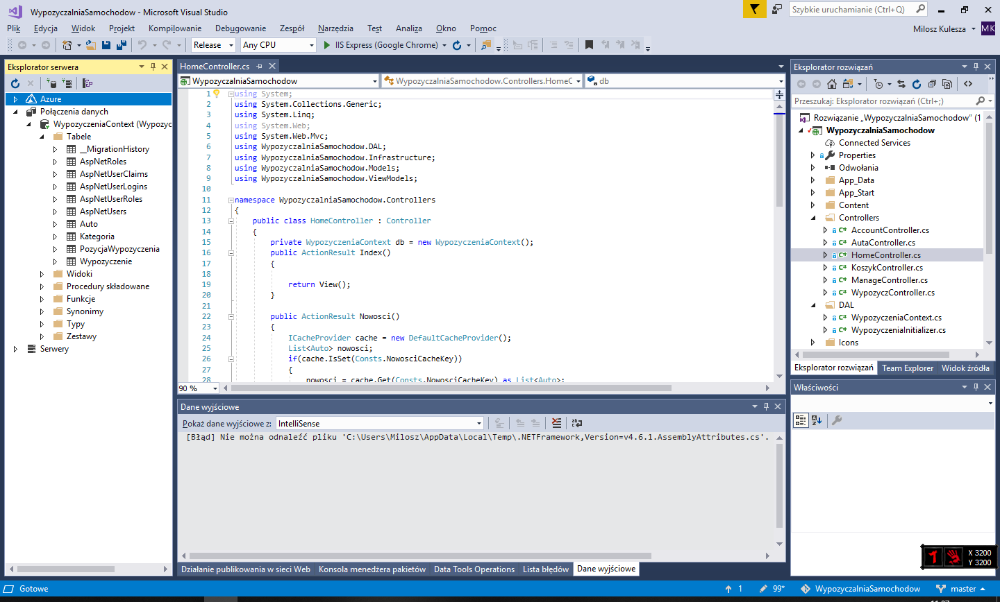 WypozyczalniaSamochodow - Microsoft Visual Studio
Szybkie uruchamianie (Ctrl+Q)
Plik Edycja Widok Projekt Kompilowanie Debugowanie Zespół Narzędzia Test Analiza Okno Pomoc
Milosz Kulesza MK
Release Any CPU IIS Express (Google Chrome)
Eksplorator serwera
Azure
Połączenia danych
WypozyczeniaContext (Wypozyc
Tabele
__MigrationHistory
AspNetRoles
AspNetUserClaims
AspNetUserLogins
AspNetUserRoles
AspNetUsers
Auto
Kategoria
PozycjaWypozyczenia
Wypozyczenie
Widoki
Procedury składowane
Funkcje
Synonimy
Typy
Zestawy
Serwery
HomeController.cs
WypozyczalniaSamochodow WypozyczalniaSamochodow.Controllers.HomeC db
1 using System;
2 using System.Collections.Generic;
3 using System.Linq;
4 using System.Web;
5 using System.Web.Mvc;
6 using WypozyczalniaSamochodow.DAL;
7 using WypozyczalniaSamochodow.Infrastructure;
8 using WypozyczalniaSamochodow.Models;
9 using WypozyczalniaSamochodow.ViewModels;
10
11 namespace WypozyczalniaSamochodow.Controllers
12 {
13 public class HomeController : Controller
14 {
15 private WypozyczeniaContext db = new WypozyczeniaContext();
16 public ActionResult Index()
17 {
18
19 return View();
20 }
21
22 public ActionResult Nowosci()
23 {
24 ICacheProvider cache = new DefaultCacheProvider();
25 List<Auto> nowosci;
26 if(cache.IsSet(Consts.NowosciCacheKey))
27 {
28 nowosci = cache.Get(Consts.NowosciCacheKey) as List<Auto>;
90 %
Dane wyjściowe
Pokaż dane wyjściowe z: IntelliSense
[Błąd] Nie można odnaleźć pliku 'C:\Users\Milosz\AppData\Local\Temp\.NETFramework,Version=v4.6.1.AssemblyAttributes.cs'.
Działanie publikowania w sieci Web Konsola menedżera pakietów Data Tools Operations Lista błędów Dane wyjściowe
Eksplorator rozwiązań
Przeszukaj: Eksplorator rozwiązań (Ctrl+;)
Rozwiązanie „WypozyczalniaSamochodow” (1
WypozyczalniaSamochodow
Connected Services
Properties
Odwołania
App_Data
App_Start
Content
Controllers
C# AccountController.cs
C# AutaController.cs
C# HomeController.cs
C# KoszykController.cs
C# ManageController.cs
C# WypozyczController.cs
DAL
C# WypozyczeniaContext.cs
C# WypozyczeniaInitializer.cs
Icons
Eksplorator rozwiązań Team Explorer Widok źródła
Właściwości
X 3200
Y 3200
Gotowe
1 99* WypozyczalniaSamochodow master